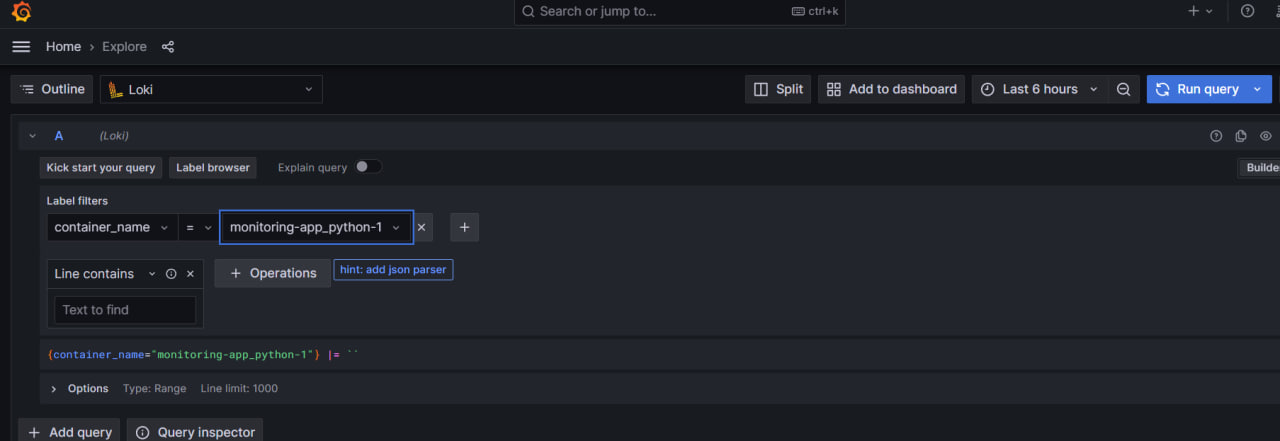 Search or jump to... ctrl+k
Home › Explore
Outline Loki Split Add to dashboard Last 6 hours Run query
A (Loki)
Kick start your query Label browser Explain query Builde
Label filters
container_name = monitoring-app_python-1
Line contains + Operations hint: add json parser
Text to find
{container_name="monitoring-app_python-1"} |= ``
Options Type: Range Line limit: 1000
+ Add query Query inspector